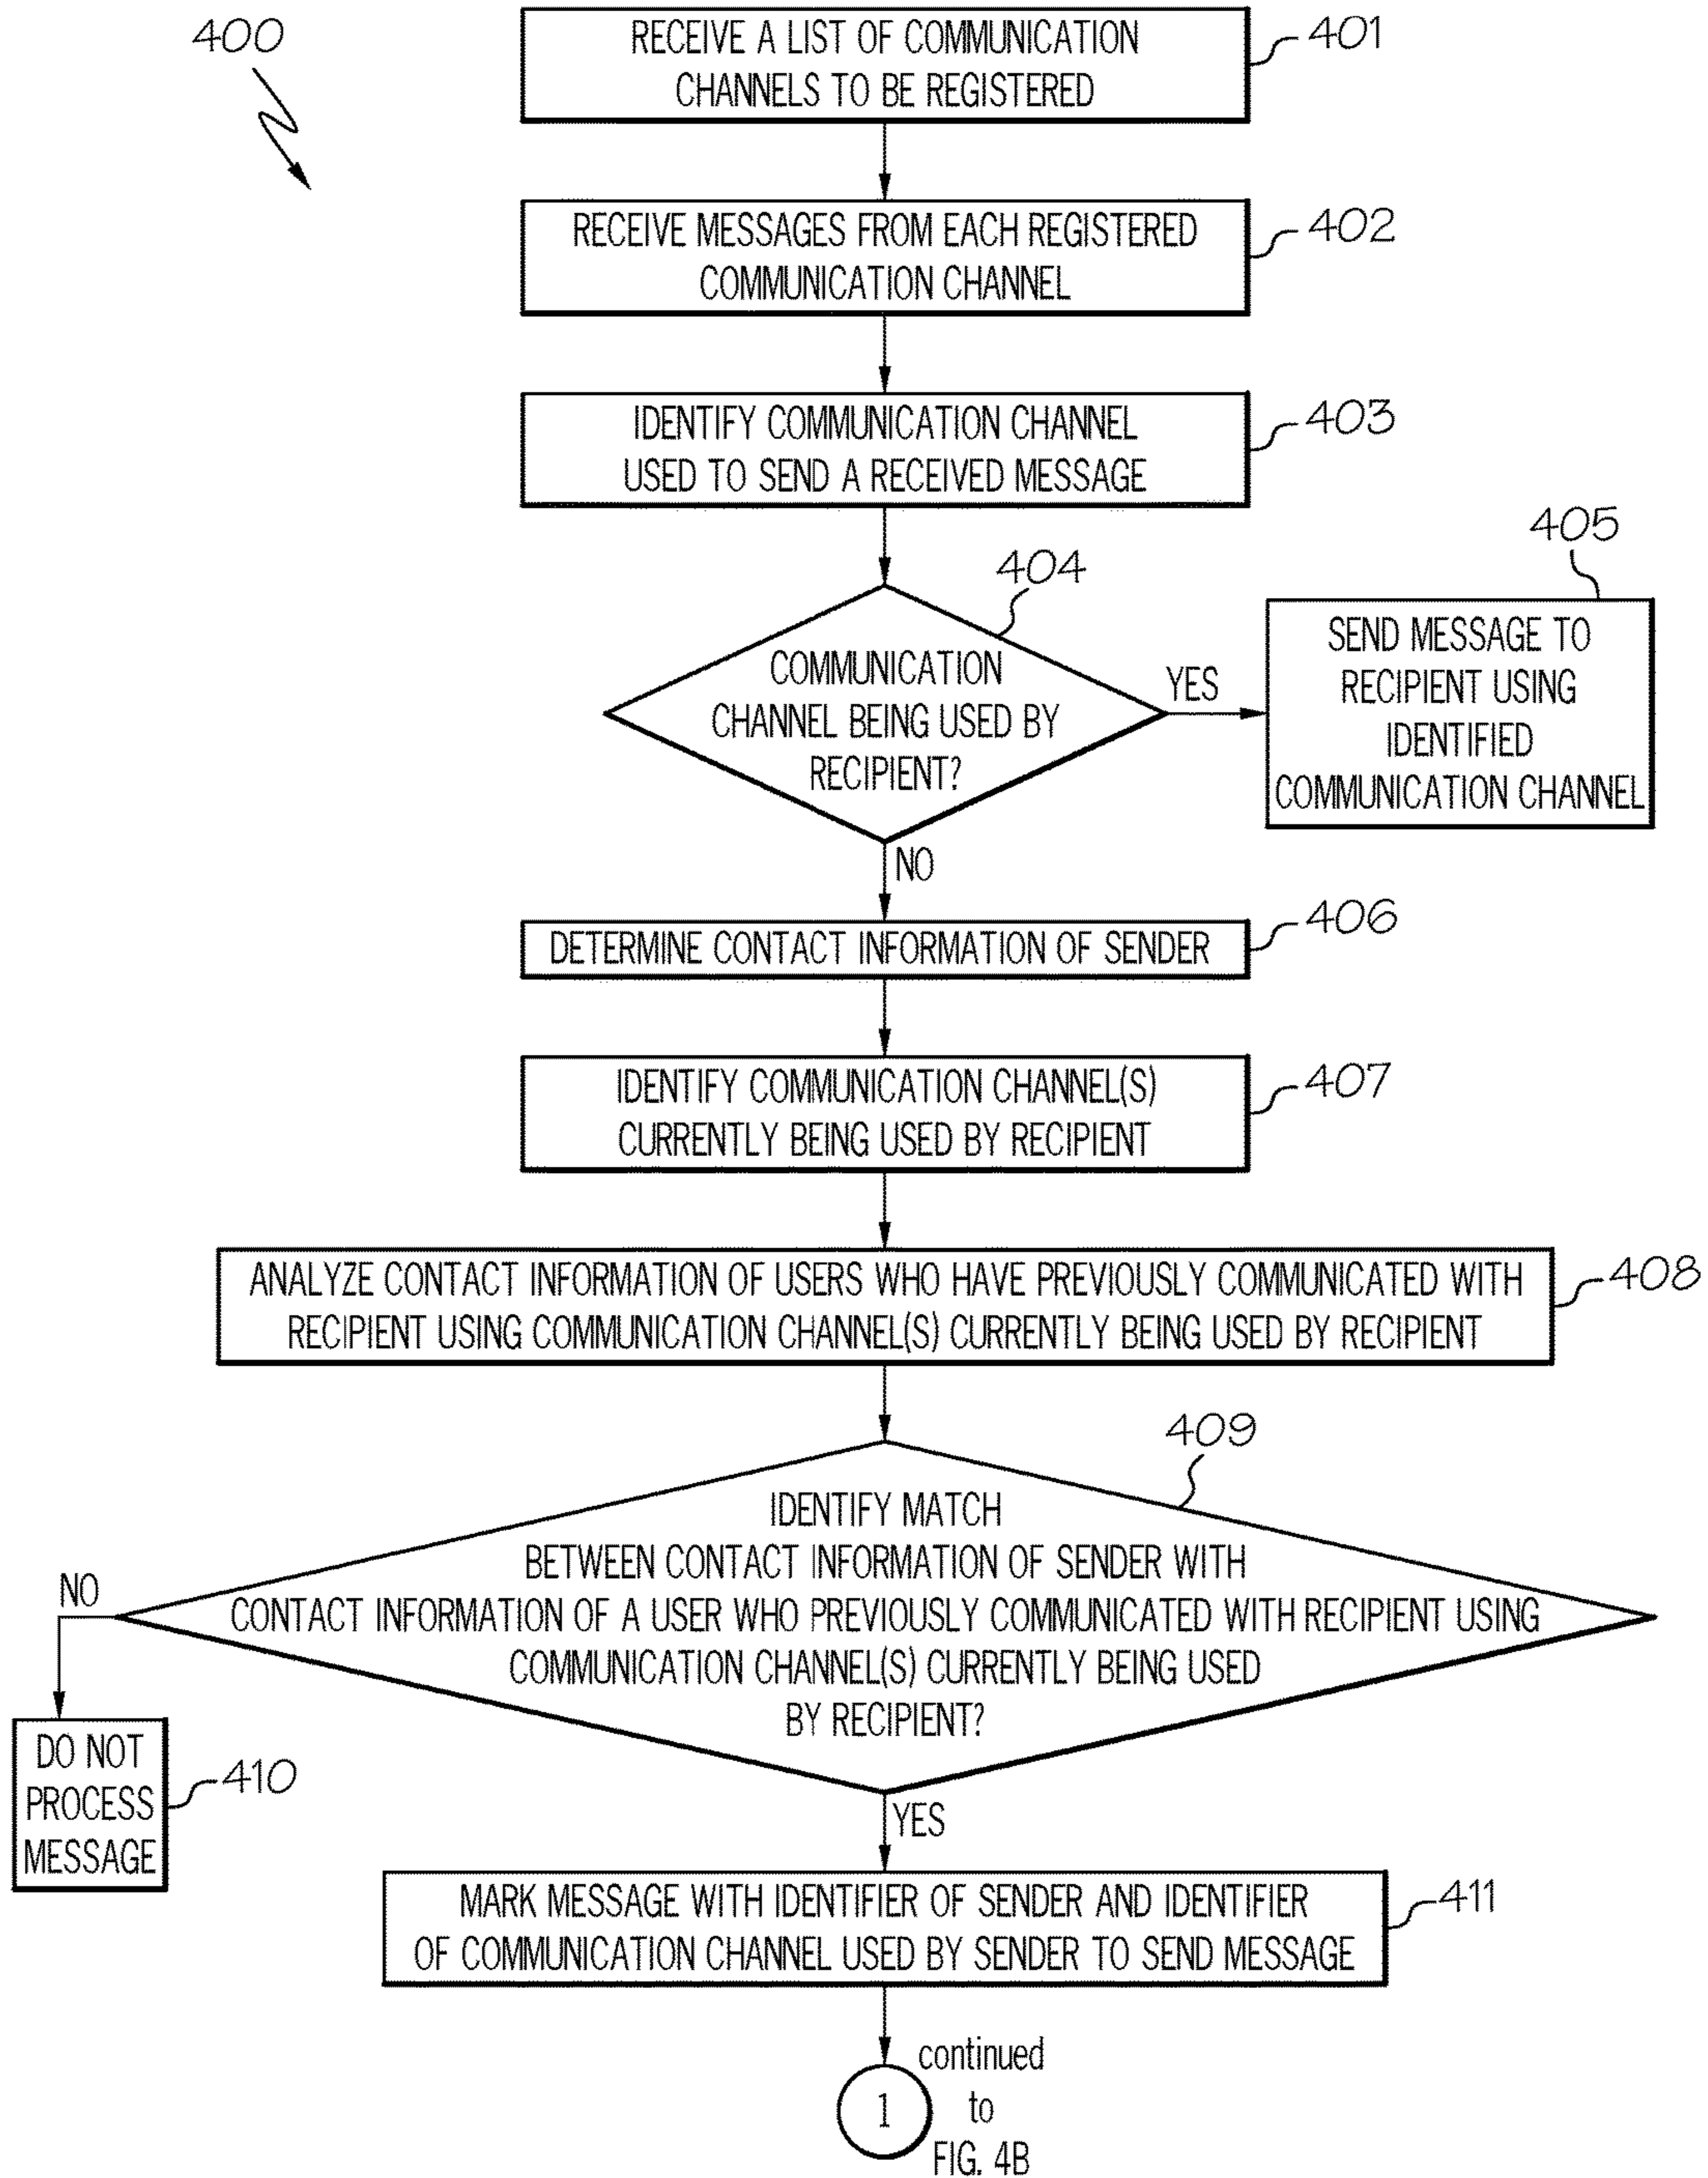 400
RECEIVE A LIST OF COMMUNICATION
CHANNELS TO BE REGISTERED
401
RECEIVE MESSAGES FROM EACH REGISTERED
COMMUNICATION CHANNEL
402
IDENTIFY COMMUNICATION CHANNEL
USED TO SEND A RECEIVED MESSAGE
403
404
COMMUNICATION
CHANNEL BEING USED BY
RECIPIENT?
YES
405
SEND MESSAGE TO
RECIPIENT USING
IDENTIFIED
COMMUNICATION CHANNEL
NO
DETERMINE CONTACT INFORMATION OF SENDER
406
IDENTIFY COMMUNICATION CHANNEL(S)
CURRENTLY BEING USED BY RECIPIENT
407
ANALYZE CONTACT INFORMATION OF USERS WHO HAVE PREVIOUSLY COMMUNICATED WITH
RECIPIENT USING COMMUNICATION CHANNEL(S) CURRENTLY BEING USED BY RECIPIENT
408
409
IDENTIFY MATCH
BETWEEN CONTACT INFORMATION OF SENDER WITH
CONTACT INFORMATION OF A USER WHO PREVIOUSLY COMMUNICATED WITH RECIPIENT USING
COMMUNICATION CHANNEL(S) CURRENTLY BEING USED
BY RECIPIENT?
NO
DO NOT
PROCESS
MESSAGE
410
YES
MARK MESSAGE WITH IDENTIFIER OF SENDER AND IDENTIFIER
OF COMMUNICATION CHANNEL USED BY SENDER TO SEND MESSAGE
411
1
continued
to
FIG. 4B